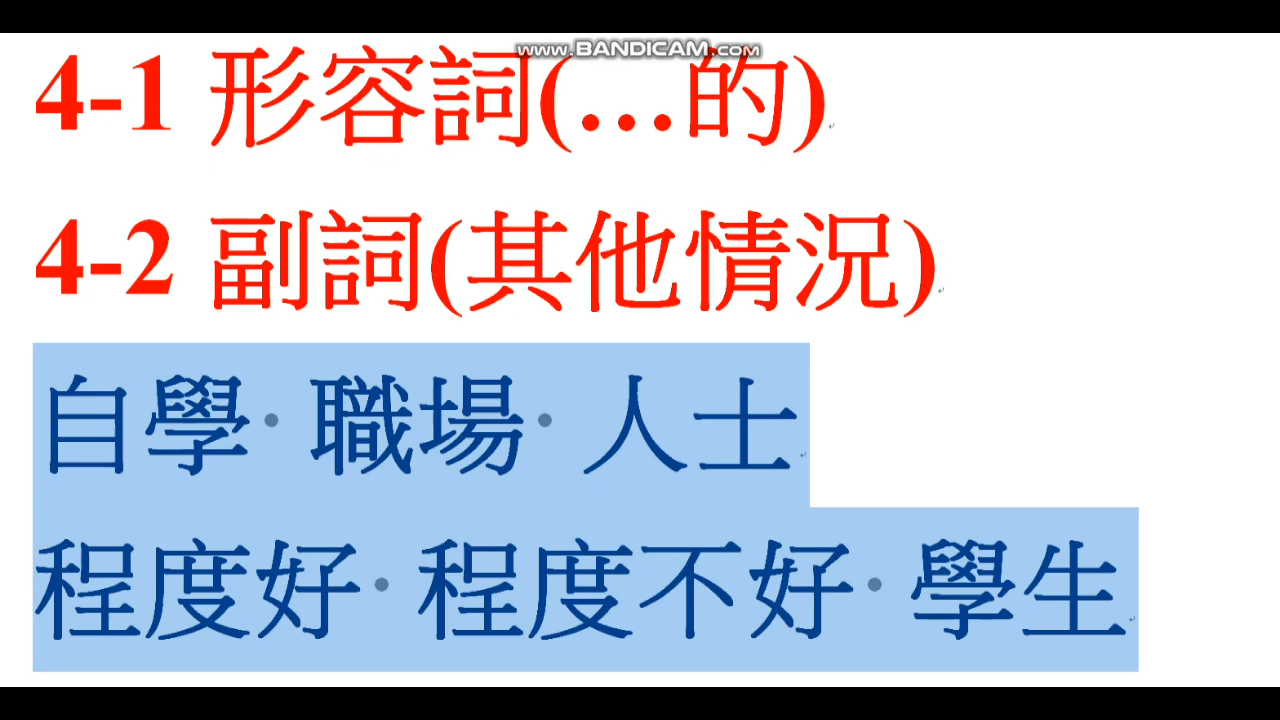 www.BANDICAM.com
4-1 形容詞(…的)
4-2 副詞(其他情況)
自學 職場 人士
程度好 程度不好 學生